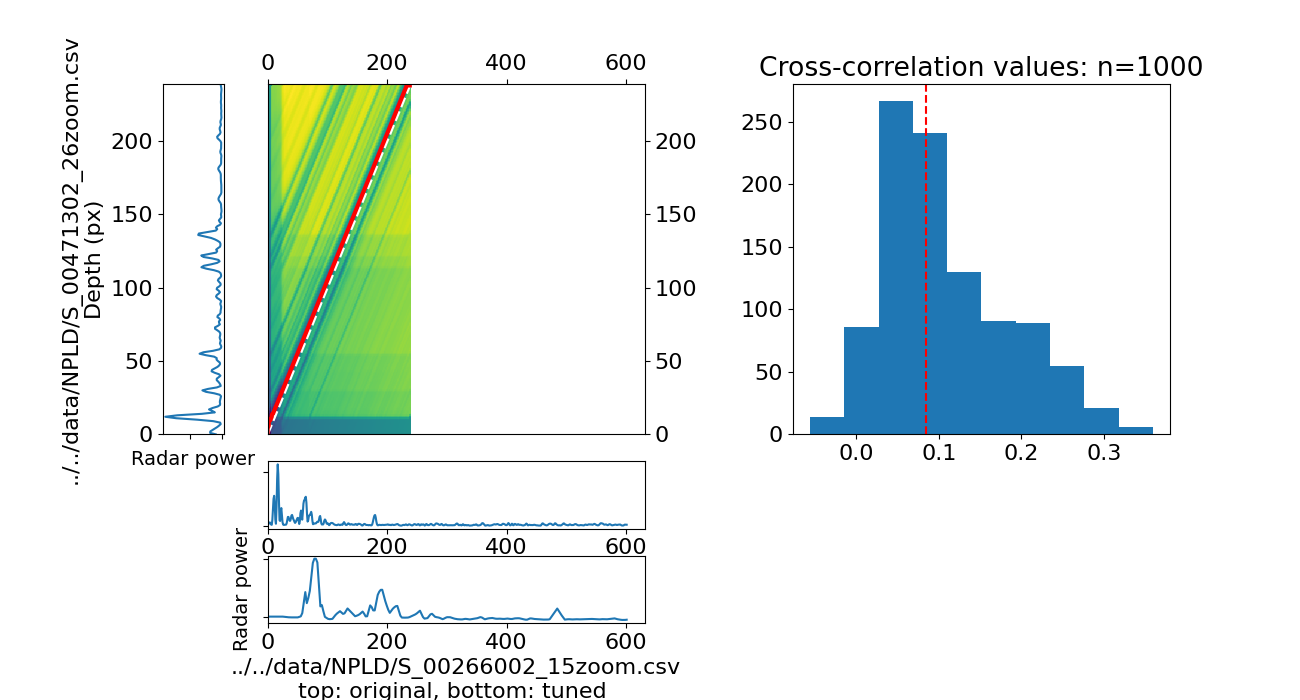 0 200 400 600
Cross-correlation values: n=1000
../../data/NPLD/S_00471302_26zoom.csv
Depth (px)
200
150
100
50
0
Radar power
200
150
100
50
0
250
200
150
100
50
0
0.0 0.1 0.2 0.3
0 200 400 600
Radar power
0 200 400 600
../../data/NPLD/S_00266002_15zoom.csv
top: original, bottom: tuned